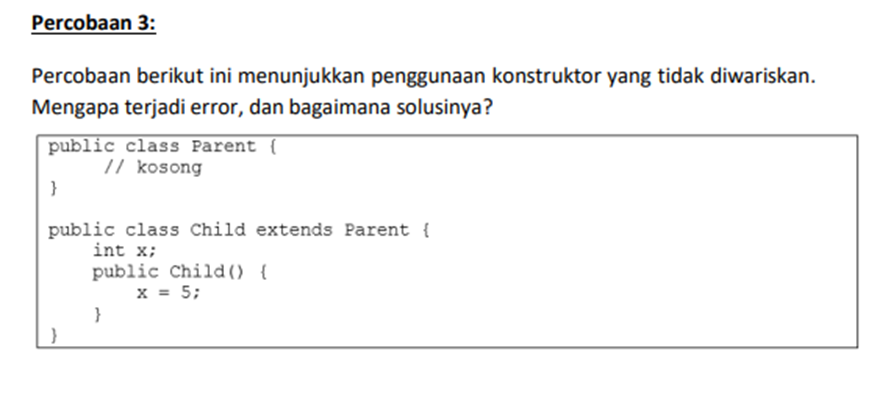 Percobaan 3:
Percobaan berikut ini menunjukkan penggunaan konstruktor yang tidak diwariskan.
Mengapa terjadi error, dan bagaimana solusinya?
public class Parent {
// kosong
}
public class Child extends Parent {
int x;
public Child() {
x = 5;
}
}